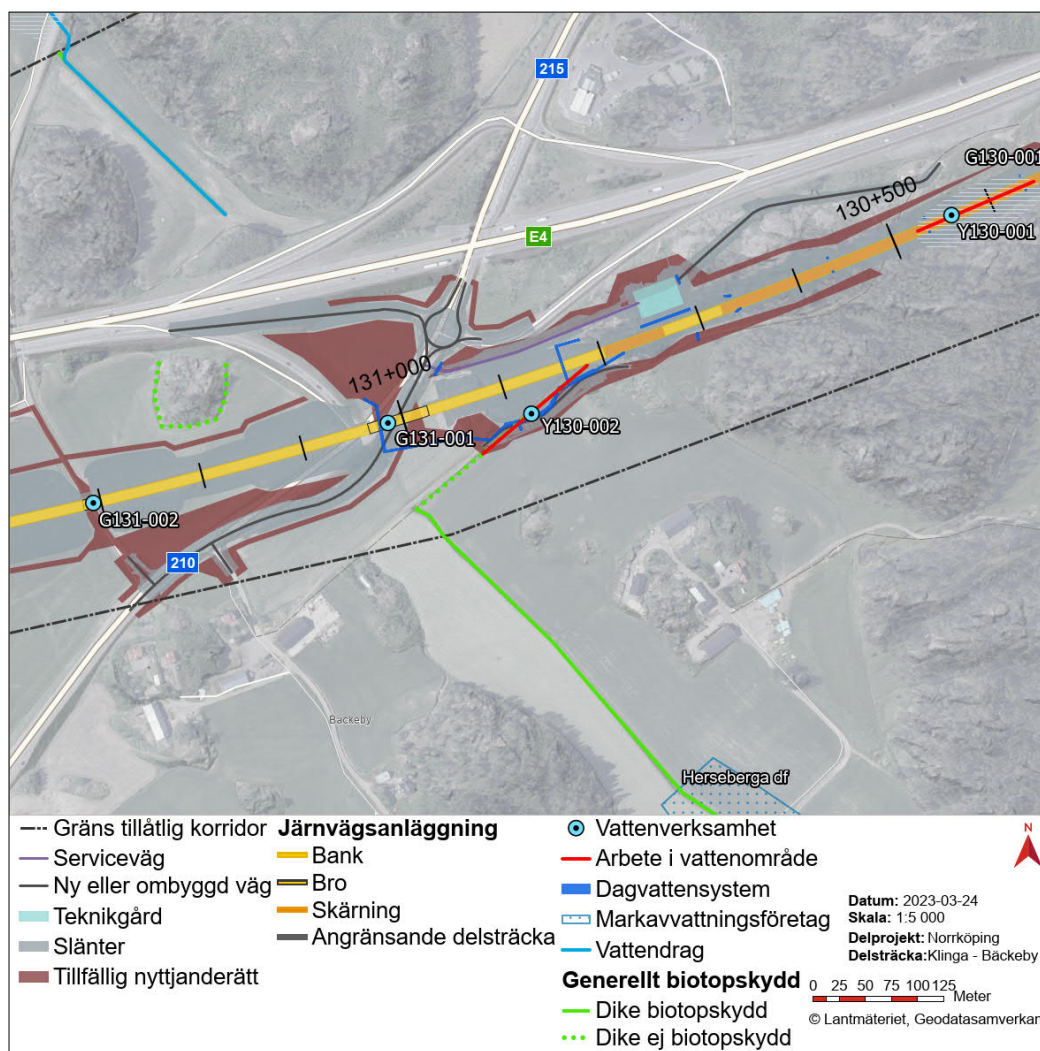 215
G130-001
130+500
Y130-001
E4
131+000
G131-001
Y130-002
G131-002
210
Backeby
Herseberga df
Gräns tillåtlig korridor
Serviceväg
Ny eller ombyggd väg
Teknikgård
Slänter
Tillfällig nyttjanderätt
Järnvägsanläggning
Bank
Bro
Skärning
Angränsande delsträcka
Vattenverksamhet
Arbete i vattenområde
Dagvattensystem
Markavvattningsföretag
Vattendrag
Generellt biotopskydd
Dike biotopskydd
Dike ej biotopskydd
N
Datum: 2023-03-24
Skala: 1:5 000
Delprojekt: Norrköping
Delsträcka:Klinga - Bäckeby
0 25 50 75 100 125
Meter
© Lantmäteriet, Geodatasamverkan